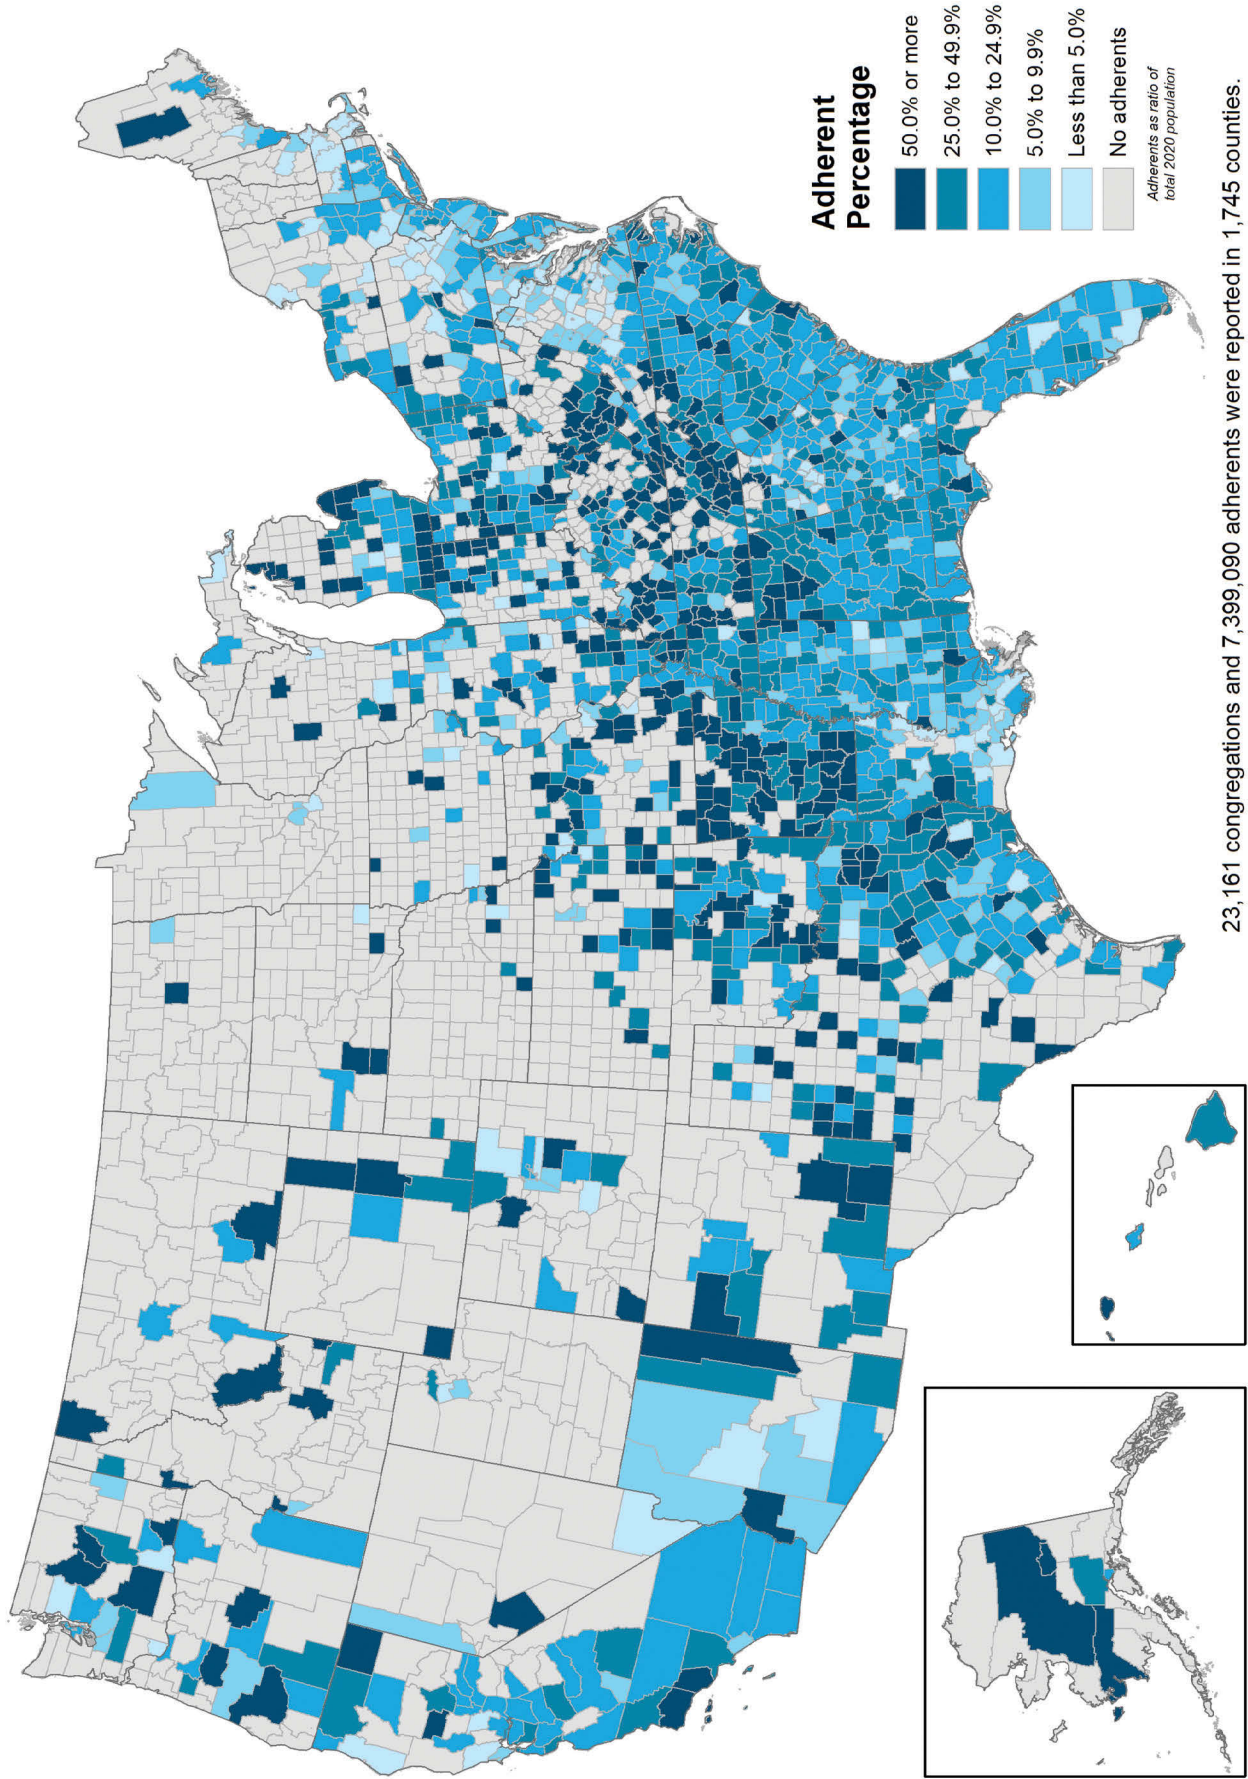 Adherent
Percentage
50.0% or more
25.0% to 49.9%
10.0% to 24.9%
5.0% to 9.9%
Less than 5.0%
No adherents
Adherents as ratio of
total 2020 population
23,161 congregations and 7,399,090 adherents were reported in 1,745 counties.